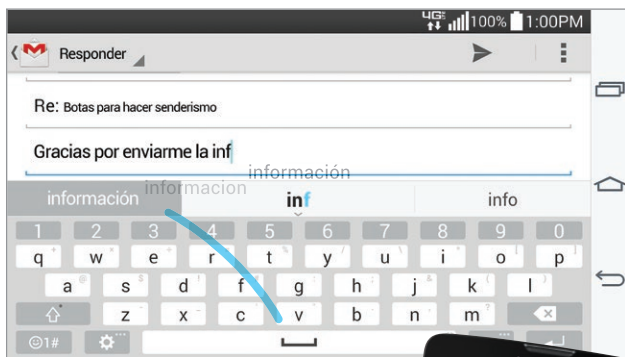 4G 100% 1:00PM
Responder
Re: Botas para hacer senderismo
Gracias por enviarme la inf
información
información informacion inf info
1 2 3 4 5 6 7 8 9 0
q w e r t y u i o p
a s d f g h j k l
z x c v b n m
1#